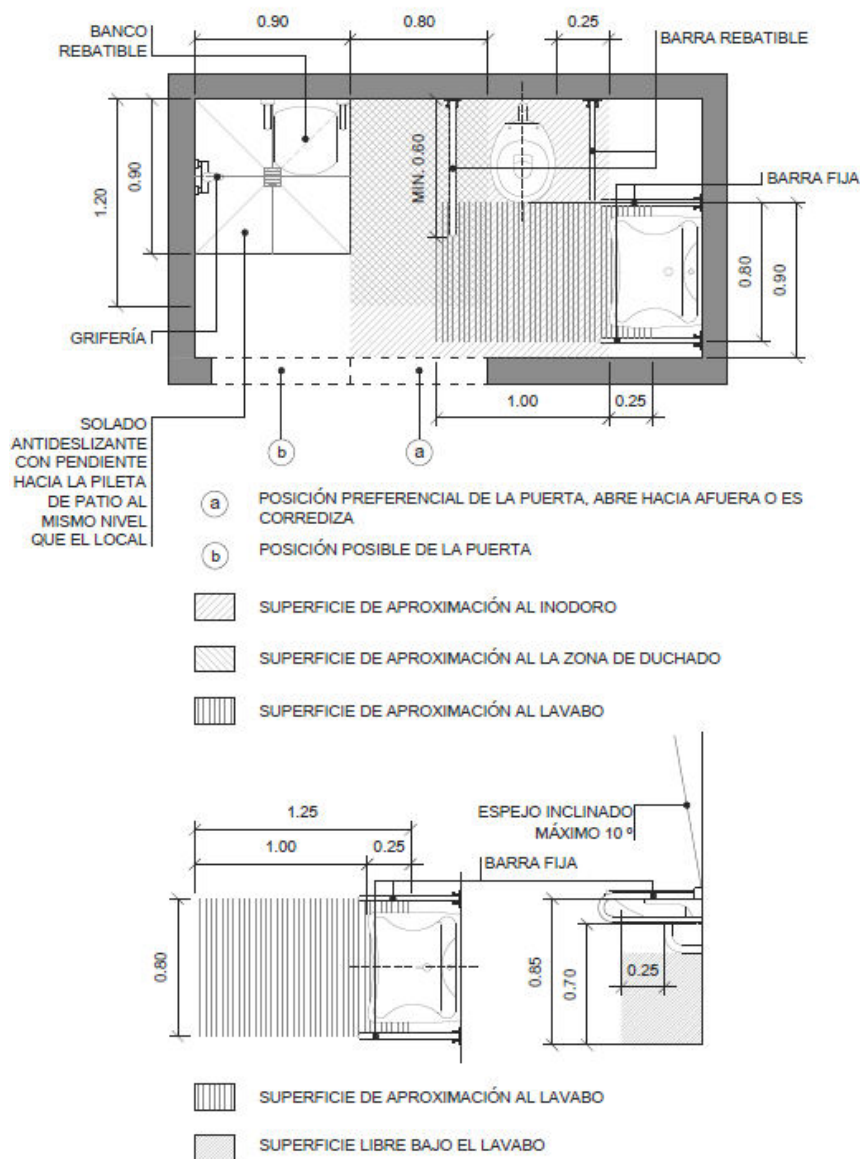 0.90
0.80
0.25
BANCO
REBATIBLE
BARRA REBATIBLE
1.20
0.90
MIN. 0.60
BARRA FIJA
0.80
0.90
GRIFERÍA
1.00
0.25
SOLADO
ANTIDESLIZANTE
CON PENDIENTE
HACIA LA PILETA
DE PATIO AL
MISMO NIVEL
QUE EL LOCAL
b
a
a
POSICIÓN PREFERENCIAL DE LA PUERTA, ABRE HACIA AFUERA O ES
CORREDIZA
b
POSICIÓN POSIBLE DE LA PUERTA
SUPERFICIE DE APROXIMACIÓN AL INODORO
SUPERFICIE DE APROXIMACIÓN AL LA ZONA DE DUCHADO
SUPERFICIE DE APROXIMACIÓN AL LAVABO
1.25
1.00
0.25
ESPEJO INCLINADO
MÁXIMO 10 º
BARRA FIJA
0.80
0.85
0.70
0.25
SUPERFICIE DE APROXIMACIÓN AL LAVABO
SUPERFICIE LIBRE BAJO EL LAVABO